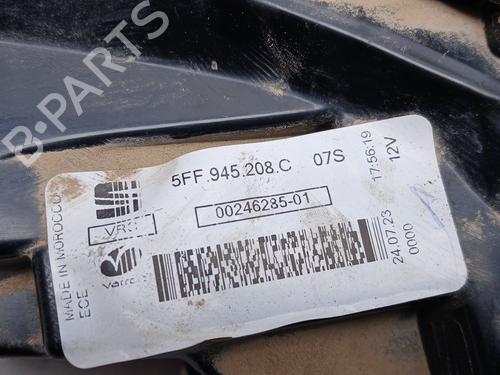 B-PARTS
5FF.945.208.C 07S
00246285-01
17:56:19
12V
24.07.23
0000
MADE IN MOROCCO
ECE